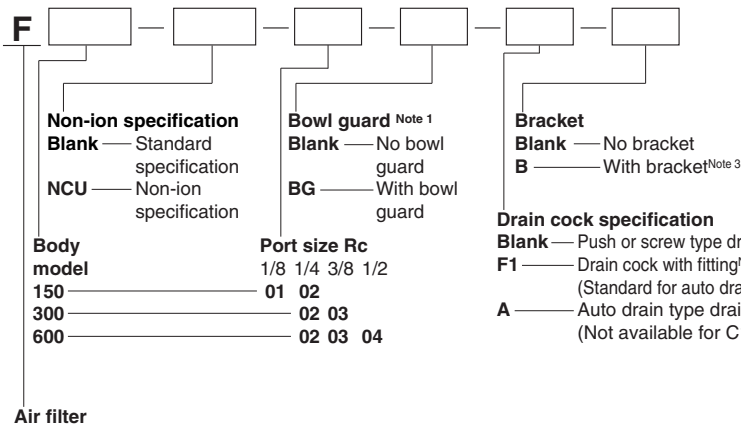 F
Non-ion specification
Blank Standard
specification
NCU Non-ion
specification
Bowl guard Note 1
Blank No bowl
guard
BG With bowl
guard
Bracket
Blank No bracket
B With bracket Note 3
Drain cock specification
Blank Push or screw type
F1 Drain cock with fitting
(Standard for auto
A Auto drain type
(Not available for
Body
model
Port size Rc
1/8 1/4 3/8 1/2
150 01 02
300 02 03
600 02 03 04
Air filter